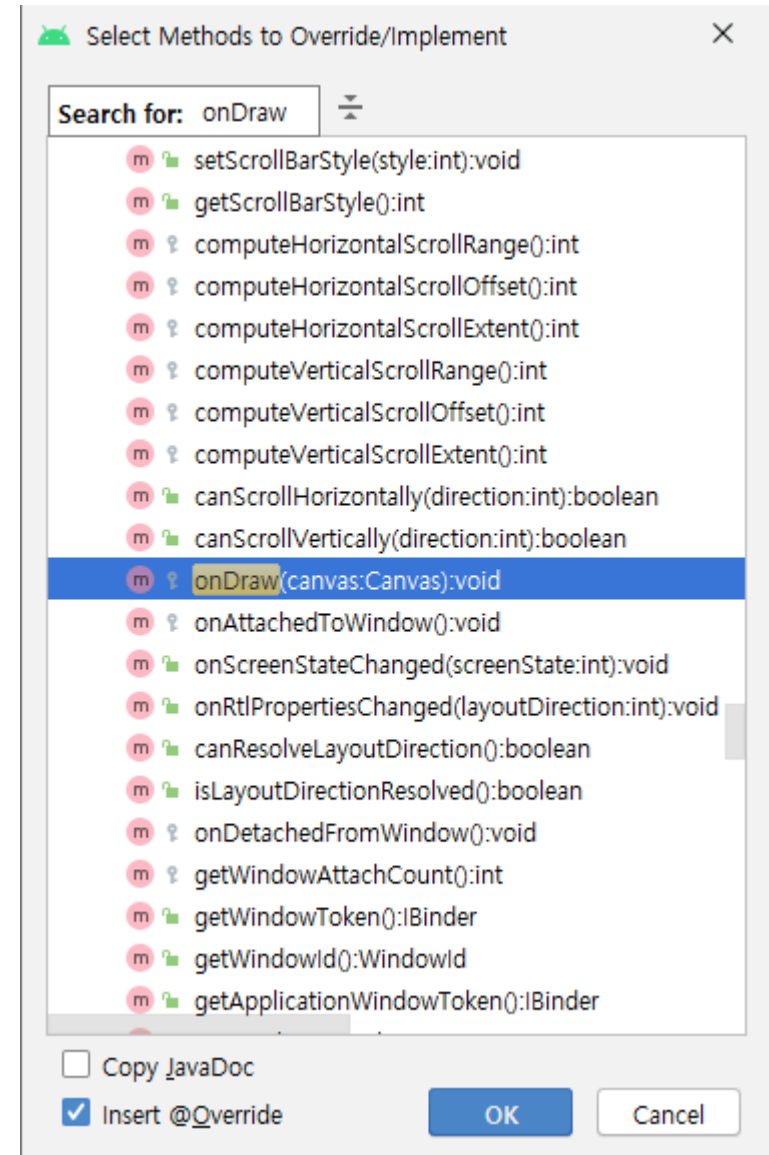 Select Methods to Override/Implement
Search for: onDraw
setScrollBarStyle(style:int):void
getScrollBarStyle():int
computeHorizontalScrollRange():int
computeHorizontalScrollOffset():int
computeHorizontalScrollExtent():int
computeVerticalScrollRange():int
computeVerticalScrollOffset():int
computeVerticalScrollExtent():int
canScrollHorizontally(direction:int):boolean
canScrollVertically(direction:int):boolean
onDraw(canvas:Canvas):void
onAttachedToWindow():void
onScreenStateChanged(screenState:int):void
onRtlPropertiesChanged(layoutDirection:int):void
canResolveLayoutDirection():boolean
isLayoutDirectionResolved():boolean
onDetachedFromWindow():void
getWindowAttachCount():int
getWindowToken():IBinder
getWindowId():WindowId
getApplicationWindowToken():IBinder
Copy JavaDoc
Insert @Override
OK
Cancel